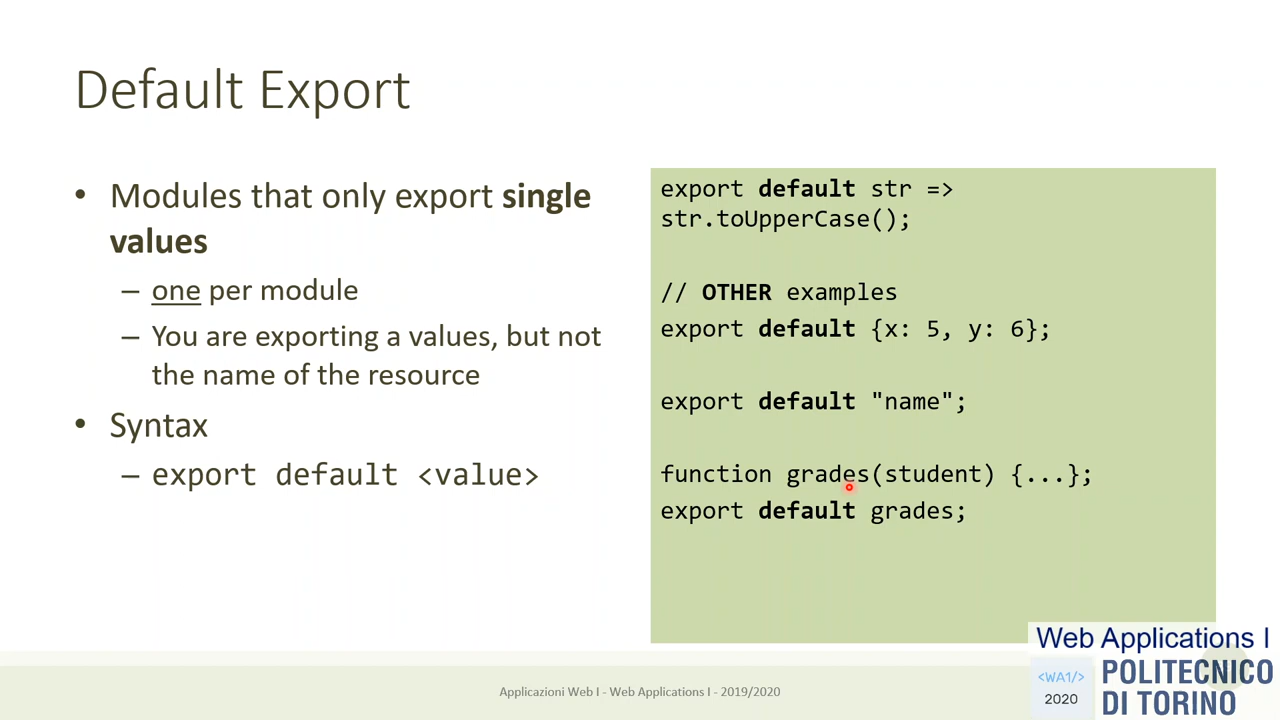 Default Export
• Modules that only export single
values
– one per module
– You are exporting a values, but not
the name of the resource
• Syntax
– export default <value>
export default str =>
str.toUpperCase();
// OTHER examples
export default {x: 5, y: 6};
export default "name";
function grades(student) {...};
export default grades;
Applicazioni Web I - Web Applications I - 2019/2020
Web Applications I
<WA1/>
2020
POLITECNICO
DI TORINO